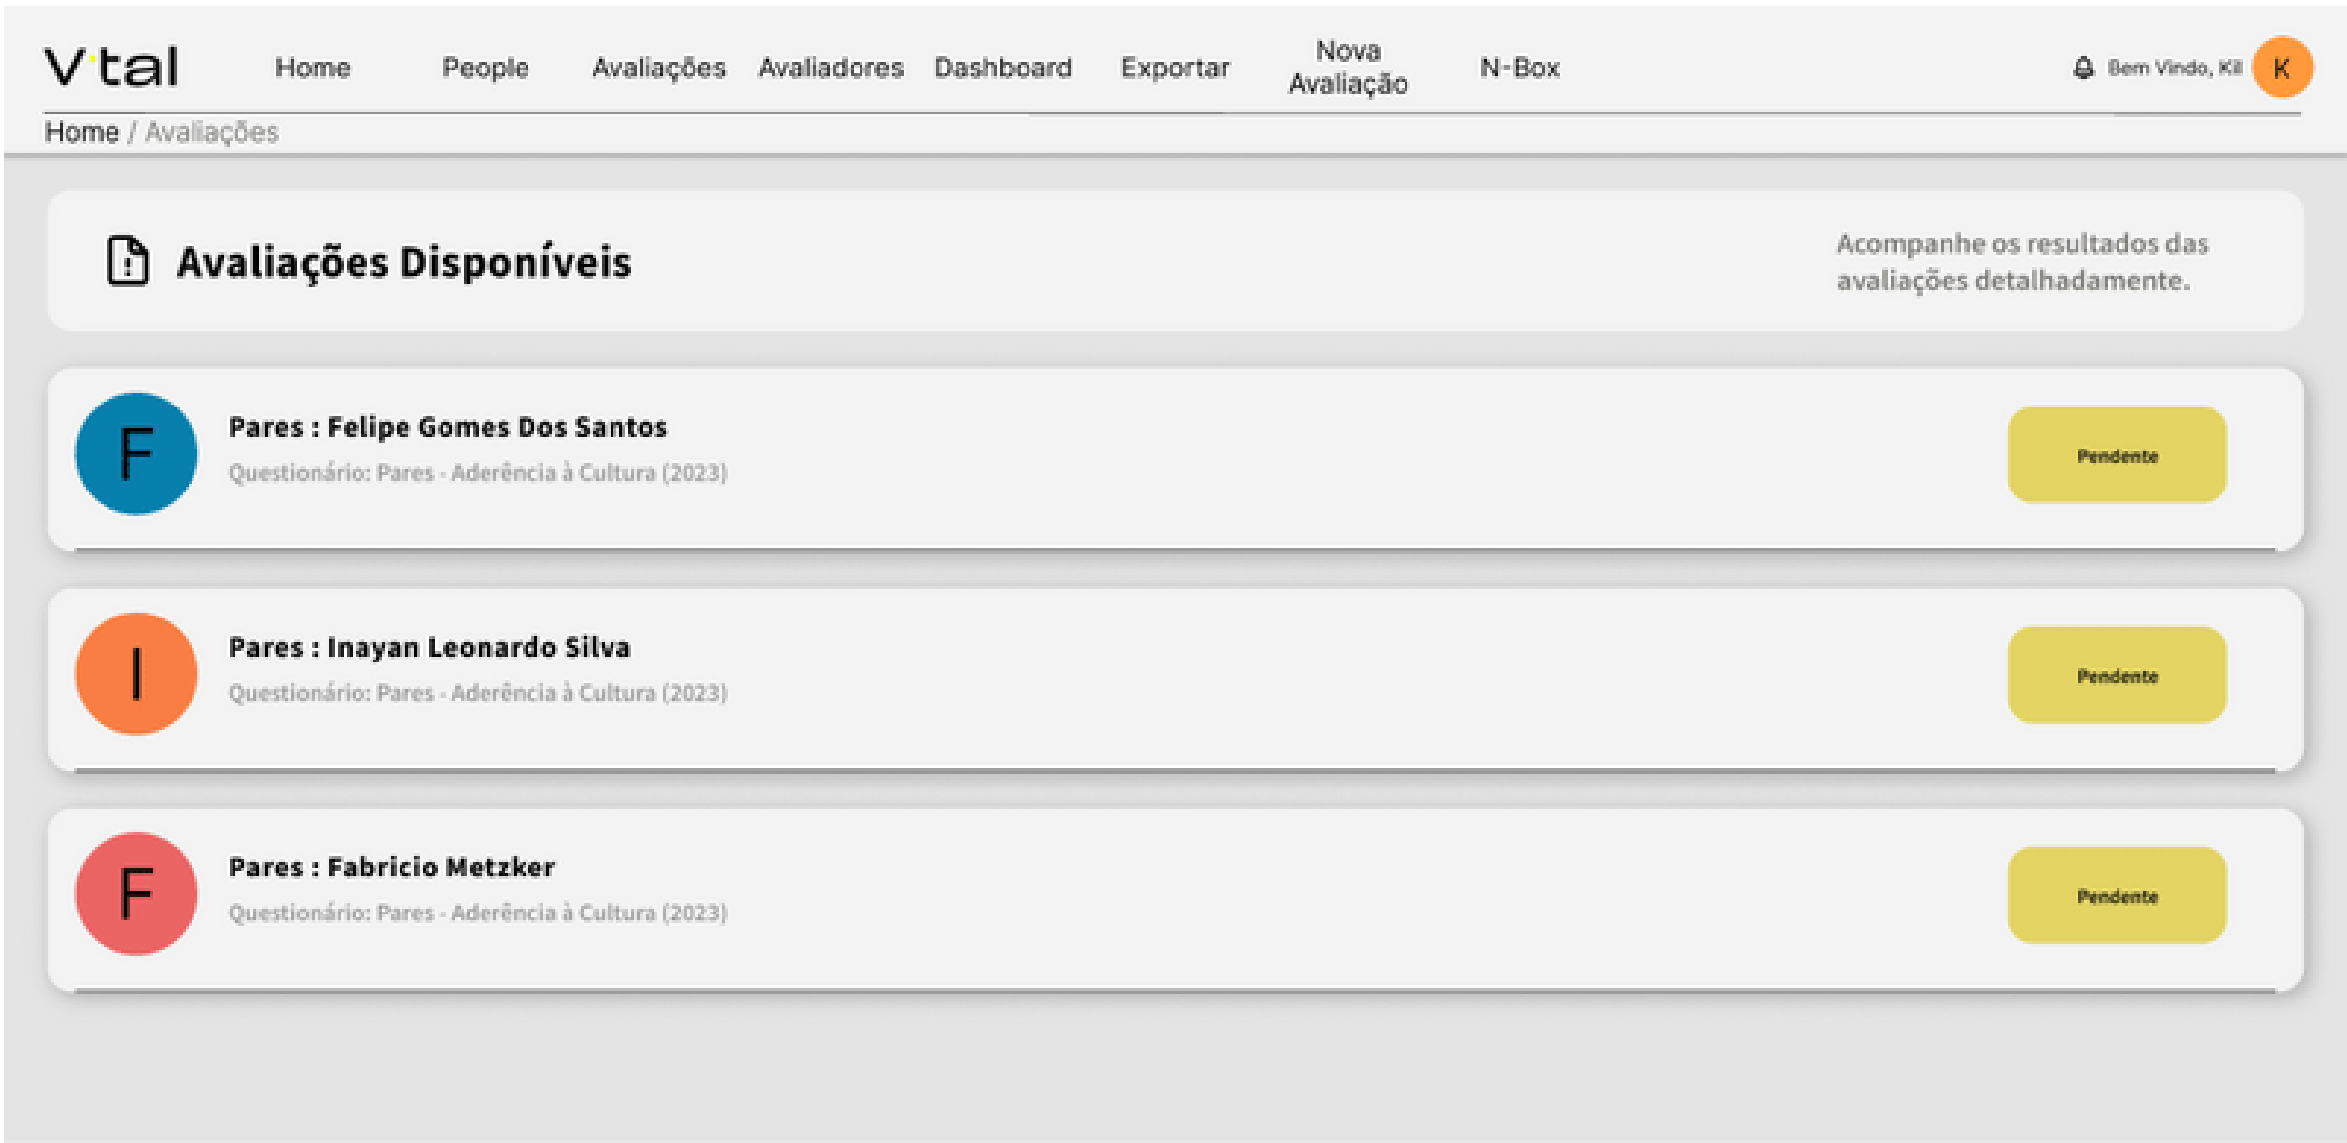 V·tal
Home People Avaliações Avaliadores Dashboard Exportar Nova Avaliação N-Box
Bem Vindo, Kil K
Home / Avaliações
Avaliações Disponíveis
Acompanhe os resultados das
avaliações detalhadamente.
F
Pares : Felipe Gomes Dos Santos
Questionário: Pares - Aderência à Cultura (2023)
Pendente
I
Pares : Inayan Leonardo Silva
Questionário: Pares - Aderência à Cultura (2023)
Pendente
F
Pares : Fabricio Metzker
Questionário: Pares - Aderência à Cultura (2023)
Pendente